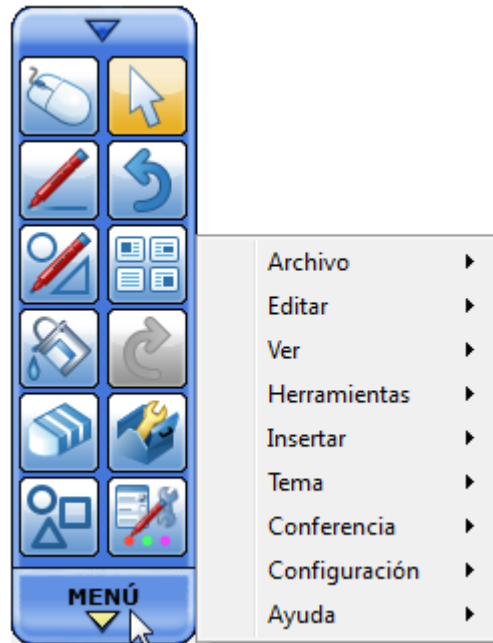 Archivo
Editar
Ver
Herramientas
Insertar
Tema
Conferencia
Configuración
Ayuda
MENÚ